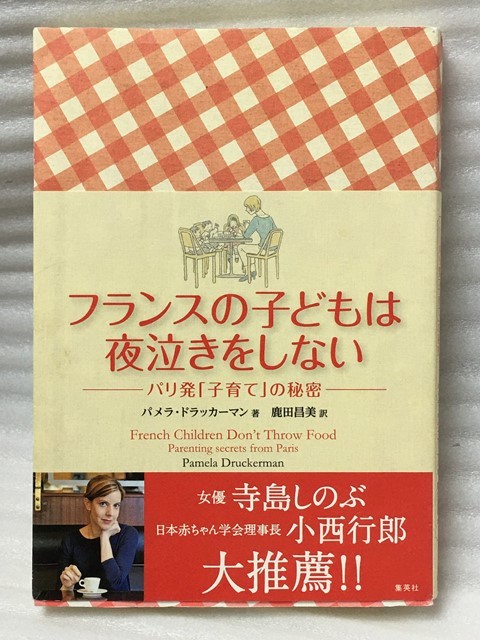 フランスの子どもは
夜泣きをしない
パリ発「子育て」の秘密
パメラ・ドラッカーマン 著 鹿田昌美 訳
French Children Don't Throw Food
Parenting secrets from Paris
Pamela Druckerman
女優 寺島しのぶ
日本赤ちゃん学会理事長 小西行郎
大推薦!!
集英社